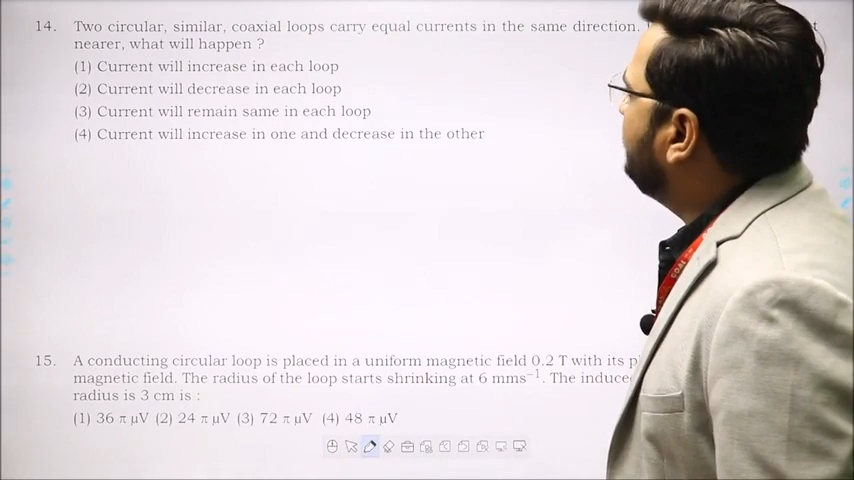 14. Two circular, similar, coaxial loops carry equal currents in the same direction.
nearer, what will happen ?
(1) Current will increase in each loop
(2) Current will decrease in each loop
(3) Current will remain same in each loop
(4) Current will increase in one and decrease in the other
15. A conducting circular loop is placed in a uniform magnetic field 0.2 T with its
magnetic field. The radius of the loop starts shrinking at 6 mms⁻¹. The induced
radius is 3 cm is :
(1) 36 π µV (2) 24 π µV (3) 72 π µV (4) 48 π µV